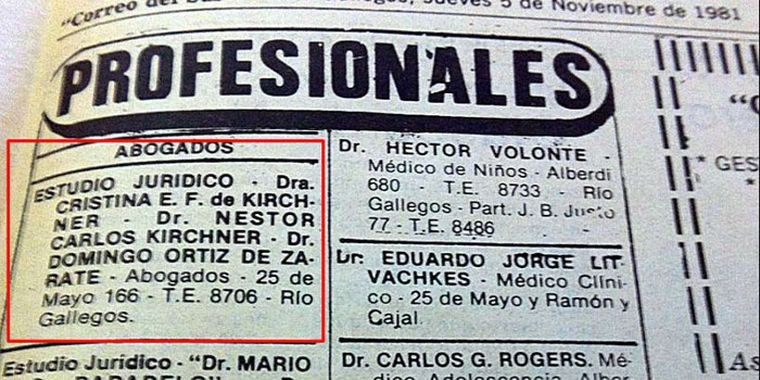 "Correo del
Jueves 5 de Noviembre de 1981
PROFESIONALES
ABOGADOS
ESTUDIO JURIDICO - Dra.
CRISTINA E. F. de KIRCH-
NER - Dr. NESTOR
CARLOS KIRCHNER - Dr.
DOMINGO ORTIZ DE ZA-
RATE - Abogados - 25 de
Mayo 166 - T.E. 8706 - Río
Gallegos.
Estudio Jurídico - "Dr. MARIO
Dr. HECTOR VOLONTE -
Médico de Niños - Alberdi
680 - T.E. 8733 - Río
Gallegos - Part. J. B. Justo
77 - T.E. 8486
Dr. EDUARDO JORGE LIT-
VACHKES - Médico Clíni-
co - 25 de Mayo y Ramón y
Cajal.
Dr. CARLOS G. ROGERS. Mé-
* GES
*